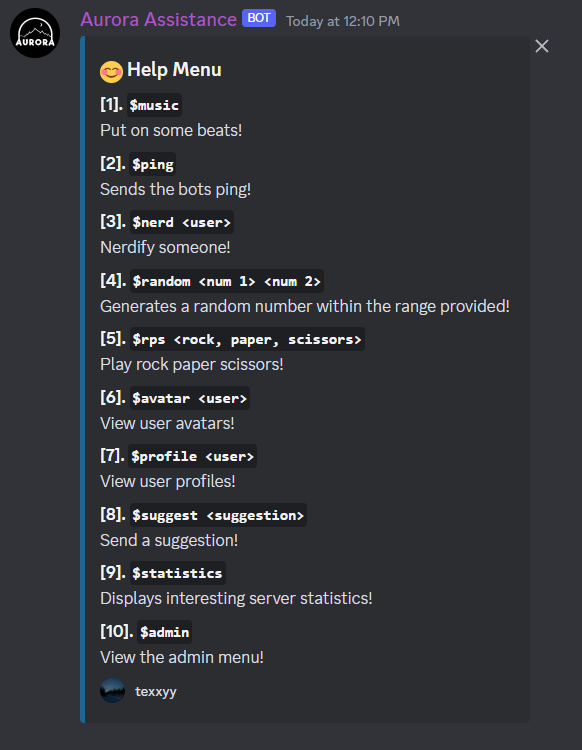 AURORA
Aurora Assistance BOT Today at 12:10 PM
Help Menu
[1]. $music
Put on some beats!
[2]. $ping
Sends the bots ping!
[3]. $nerd <user>
Nerdify someone!
[4]. $random <num 1> <num 2>
Generates a random number within the range provided!
[5]. $rps <rock, paper, scissors>
Play rock paper scissors!
[6]. $avatar <user>
View user avatars!
[7]. $profile <user>
View user profiles!
[8]. $suggest <suggestion>
Send a suggestion!
[9]. $statistics
Displays interesting server statistics!
[10]. $admin
View the admin menu!
texxyy